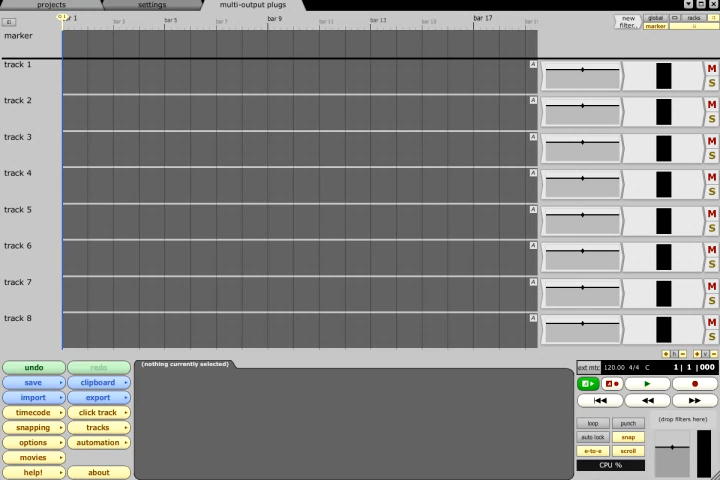 projects settings multi-output plugs
bar 1 bar 3 bar 5 bar 7 bar 9 bar 11 bar 13 bar 15 bar 17
new filter..
global racks
marker
marker
track 1 A M S
track 2 A M S
track 3 A M S
track 4 A M S
track 5 A M S
track 6 A M S
track 7 A M S
track 8 A M S
h v
undo redo
save clipboard
import export
timecode click track
snapping tracks
options automation
movies
help! about
(nothing currently selected)
ext mtc 120.00 4/4 C 1| 1 |000
loop punch
auto lock snap
e-to-e scroll
CPU %
(drop filters here)